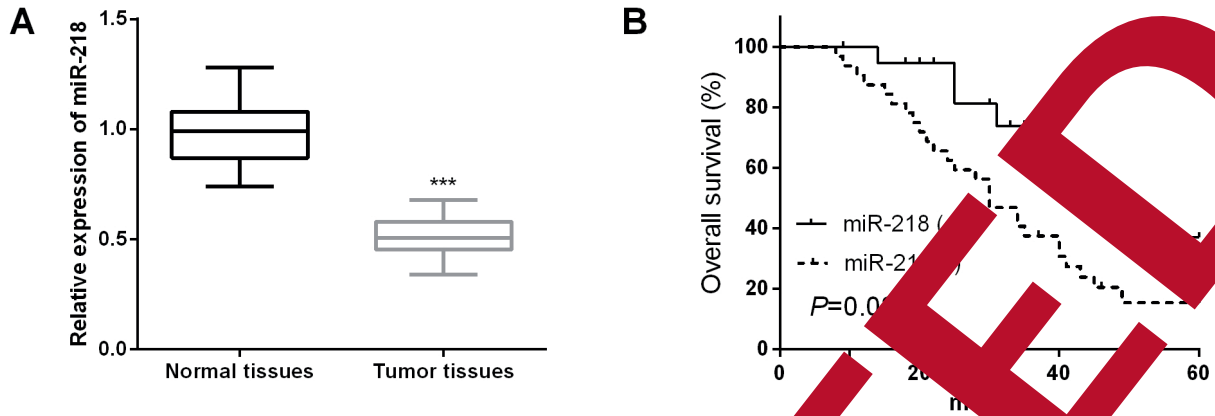 A
Relative expression of miR-218
1.5
1.0
0.5
0.0
***
Normal tissues
Tumor tissues
B
Overall survival (%)
100
80
60
40
20
0
miR-218 (
P=0.0
0
40
60